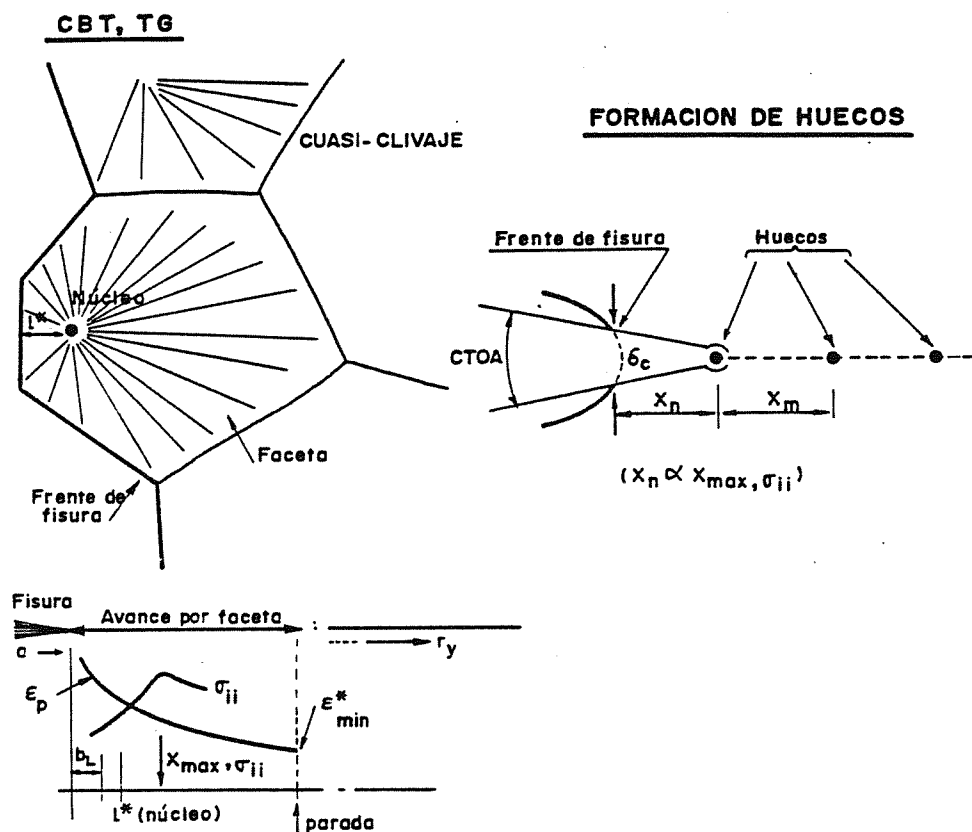 CBT, TG
CUASI-CLIVAJE
Núcleo
l*
Faceta
Frente de
fisura
FORMACION DE HUECOS
Frente de fisura
Huecos
CTOA
δc
Xn
Xm
(Xn ∝ Xmax, σii)
Fisura
Avance por faceta
a
ry
εp
σii
ε*min
bL
Xmax, σii
l* (núcleo)
parada